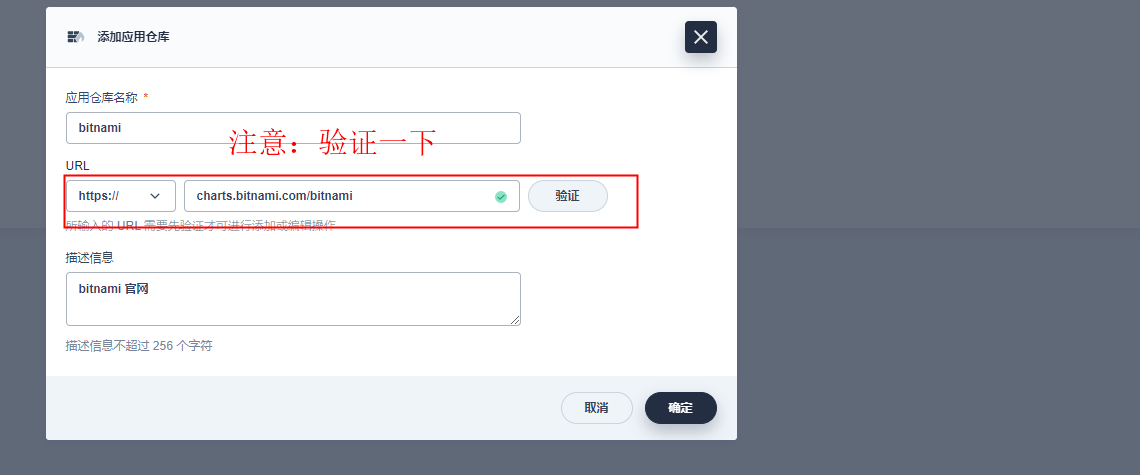 添加应用仓库
应用仓库名称 *
bitnami
注意：验证一下
URL
https://
charts.bitnami.com/bitnami
验证
所输入的 URL 需要先验证才可进行添加或编辑操作
描述信息
bitnami 官网
描述信息不超过 256 个字符
取消
确定